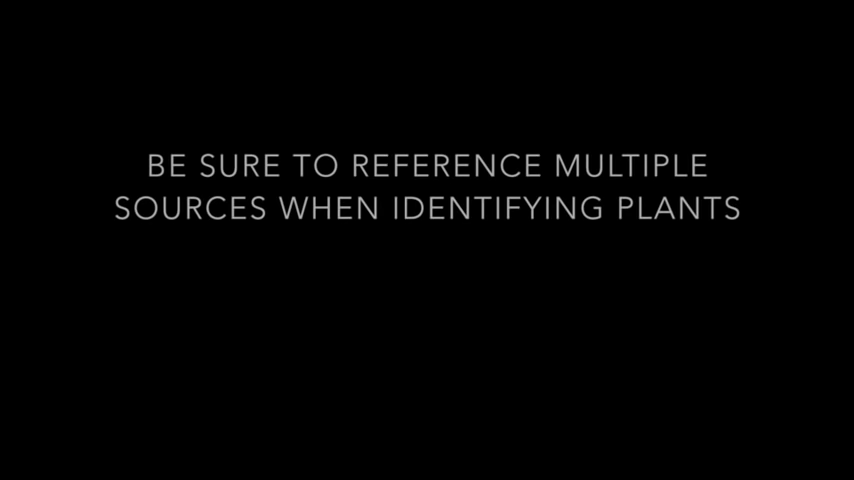 BE SURE TO REFERENCE MULTIPLE
SOURCES WHEN IDENTIFYING PLANTS